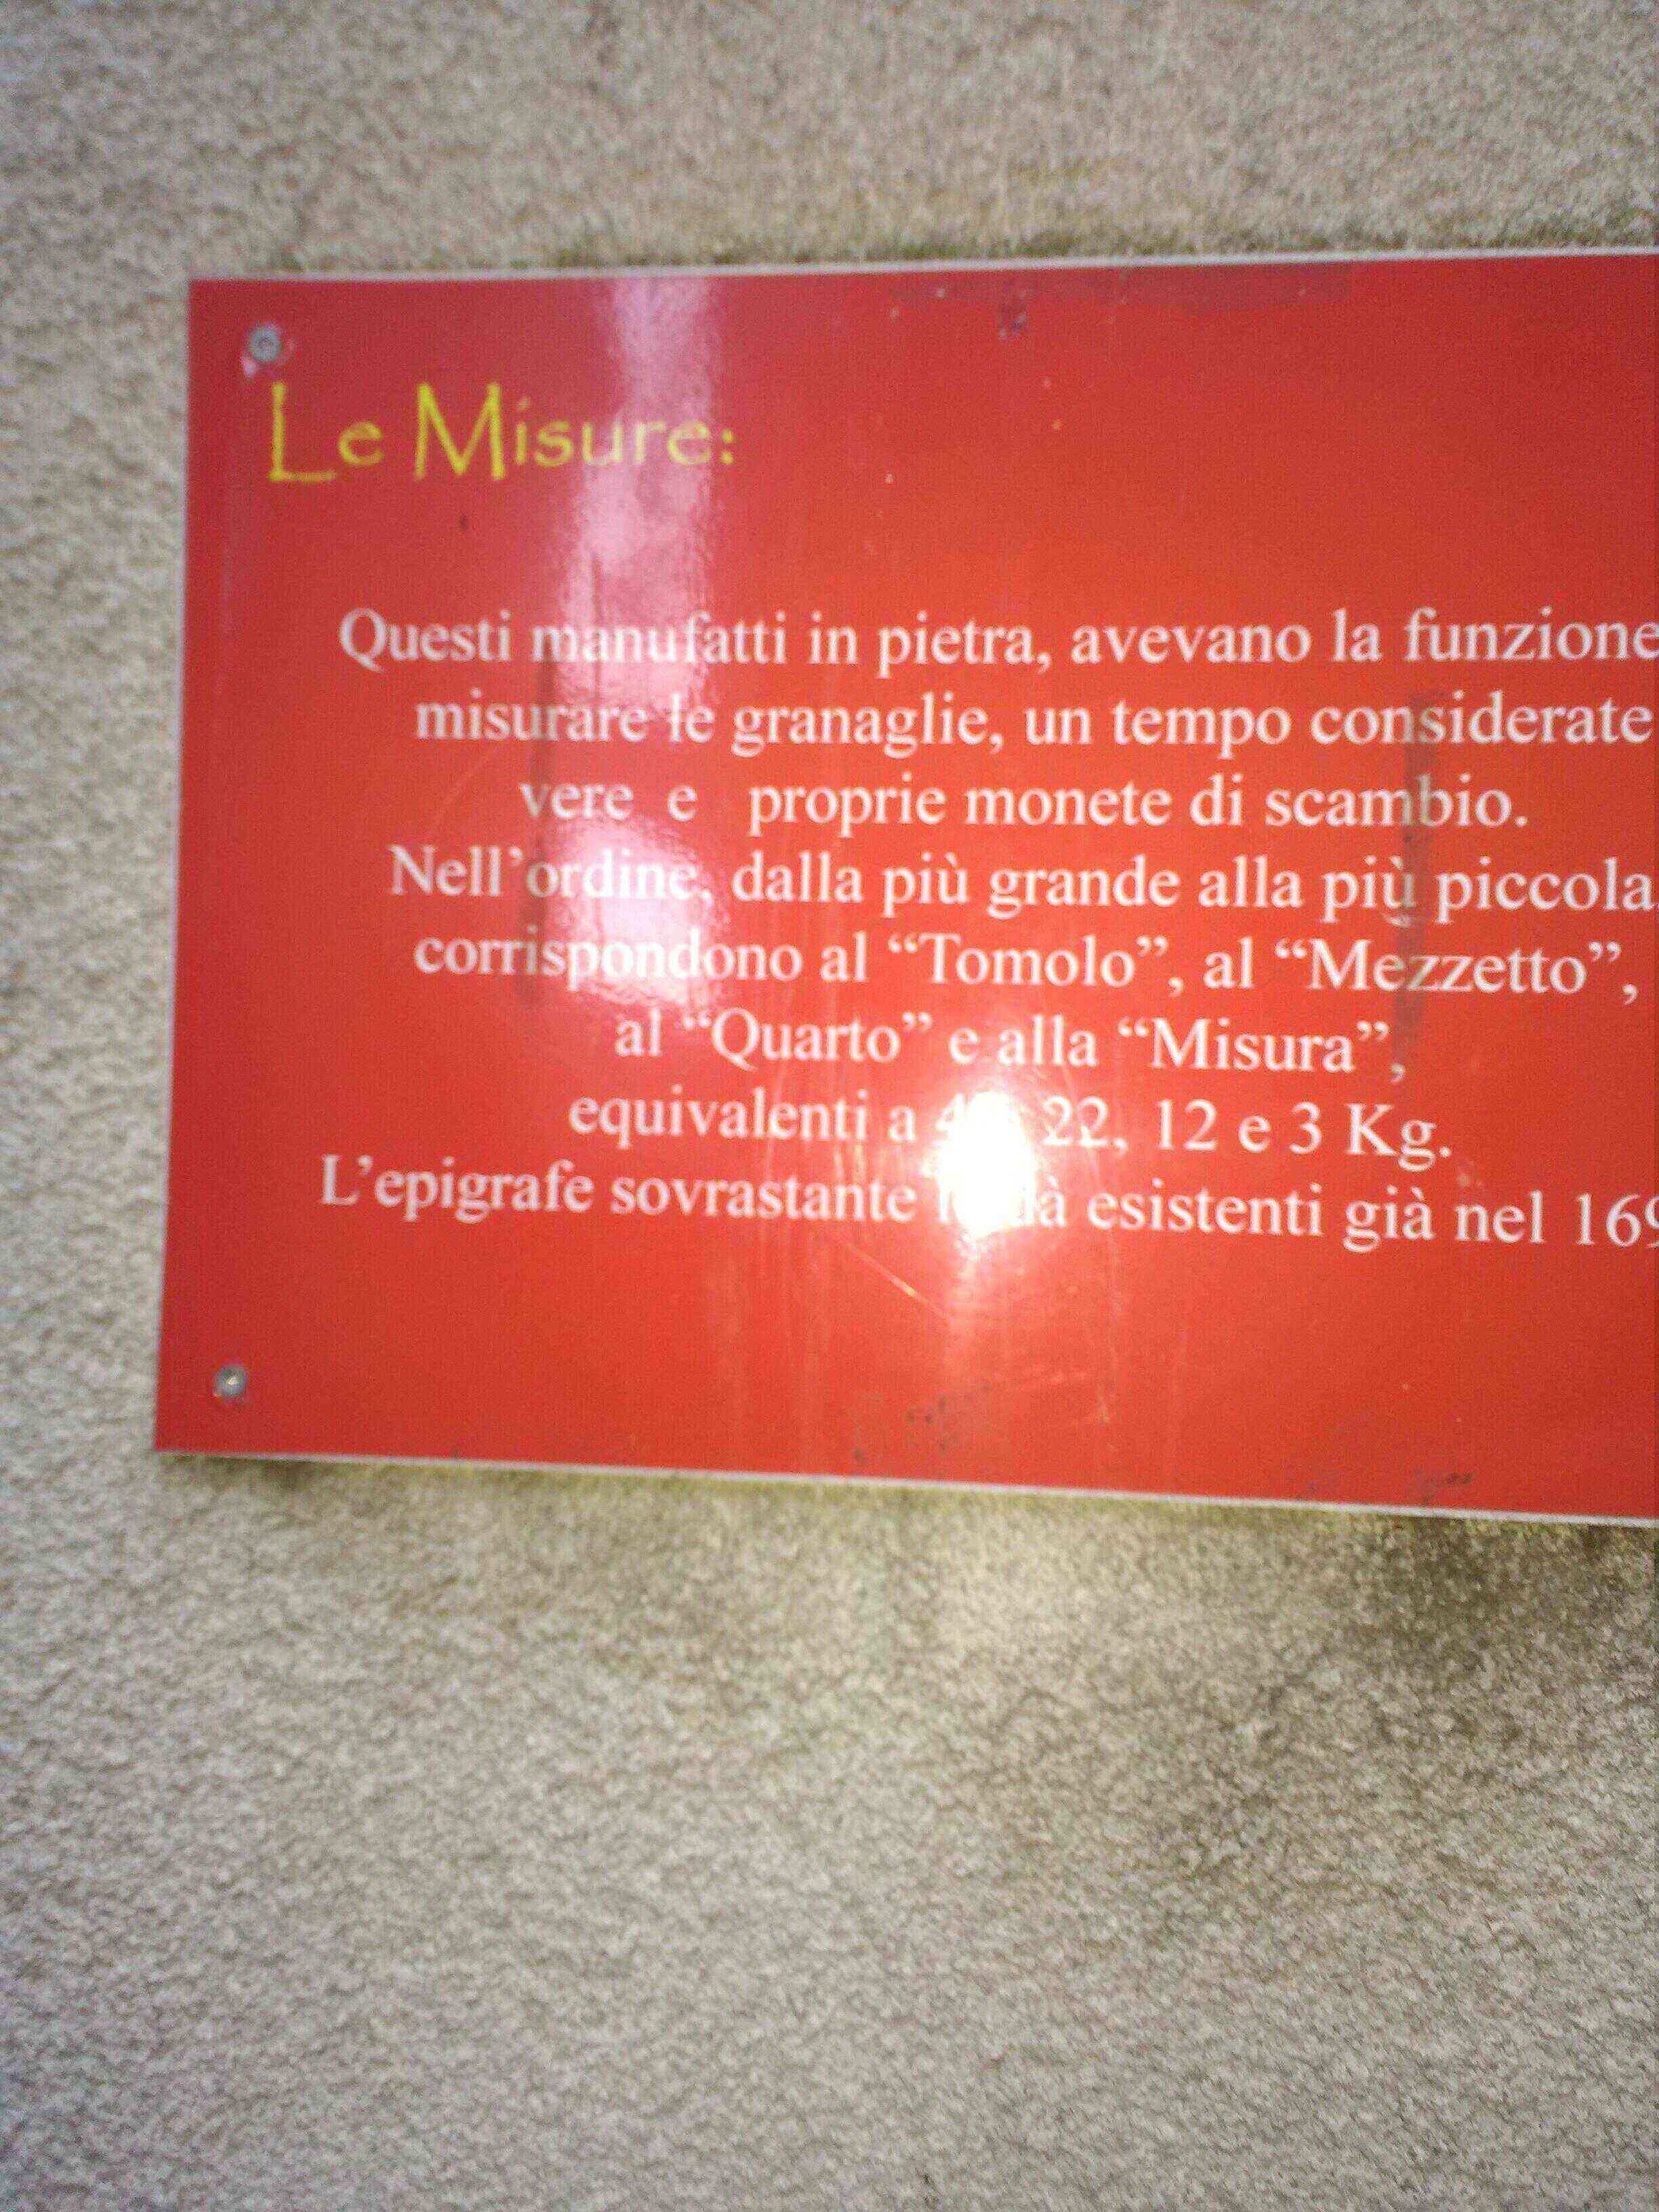 Le Misure:
Questi manufatti in pietra, avevano la funzione
misurare le granaglie, un tempo considerate
vere e proprie monete di scambio.
Nell’ordine, dalla più grande alla più piccola,
corrispondono al “Tomolo”, al “Mezzetto”,
al “Quarto” e alla “Misura”,
equivalenti a 22, 12 e 3 Kg.
L’epigrafe sovrastante esistenti già nel